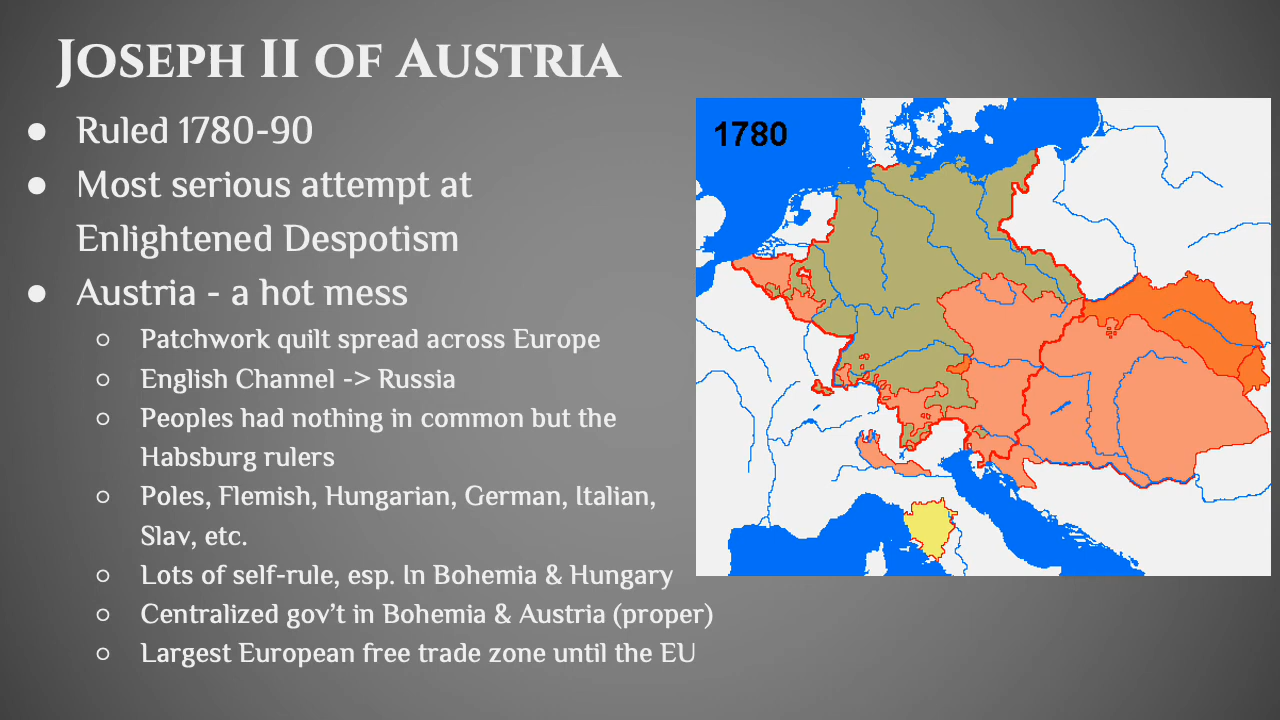 Joseph II of Austria
● Ruled 1780-90
● Most serious attempt at
Enlightened Despotism
● Austria - a hot mess
○ Patchwork quilt spread across Europe
○ English Channel -> Russia
○ Peoples had nothing in common but the
Habsburg rulers
○ Poles, Flemish, Hungarian, German, Italian,
Slav, etc.
○ Lots of self-rule, esp. In Bohemia & Hungary
○ Centralized gov’t in Bohemia & Austria (proper)
○ Largest European free trade zone until the EU
1780